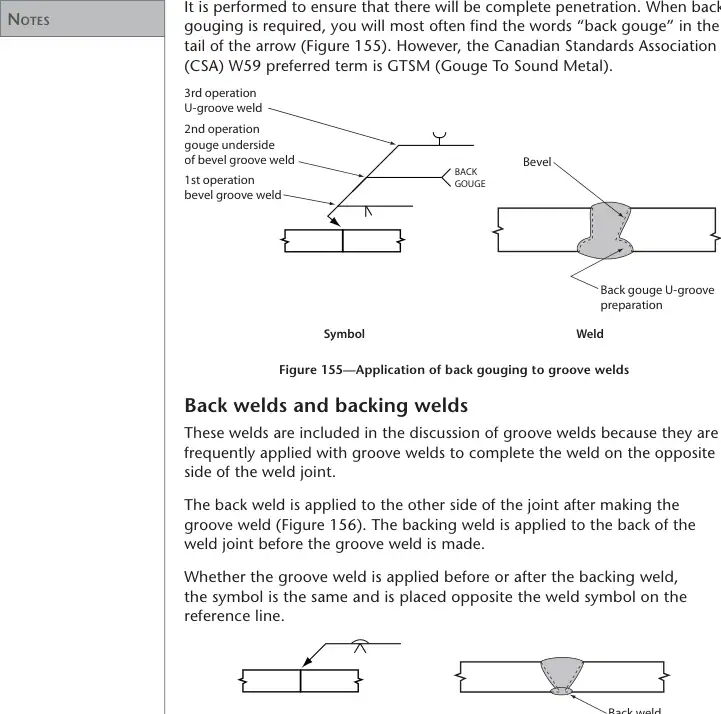 NOTES
It is performed to ensure that there will be complete penetration. When back
gouging is required, you will most often find the words “back gouge” in the
tail of the arrow (Figure 155). However, the Canadian Standards Association
(CSA) W59 preferred term is GTSM (Gouge To Sound Metal).
3rd operation
U-groove weld
2nd operation
gouge underside
of bevel groove weld
1st operation
bevel groove weld
BACK
GOUGE
Bevel
Back gouge U-groove
preparation
Symbol
Weld
Figure 155—Application of back gouging to groove welds
Back welds and backing welds
These welds are included in the discussion of groove welds because they are
frequently applied with groove welds to complete the weld on the opposite
side of the weld joint.
The back weld is applied to the other side of the joint after making the
groove weld (Figure 156). The backing weld is applied to the back of the
weld joint before the groove weld is made.
Whether the groove weld is applied before or after the backing weld,
the symbol is the same and is placed opposite the weld symbol on the
reference line.
Back weld